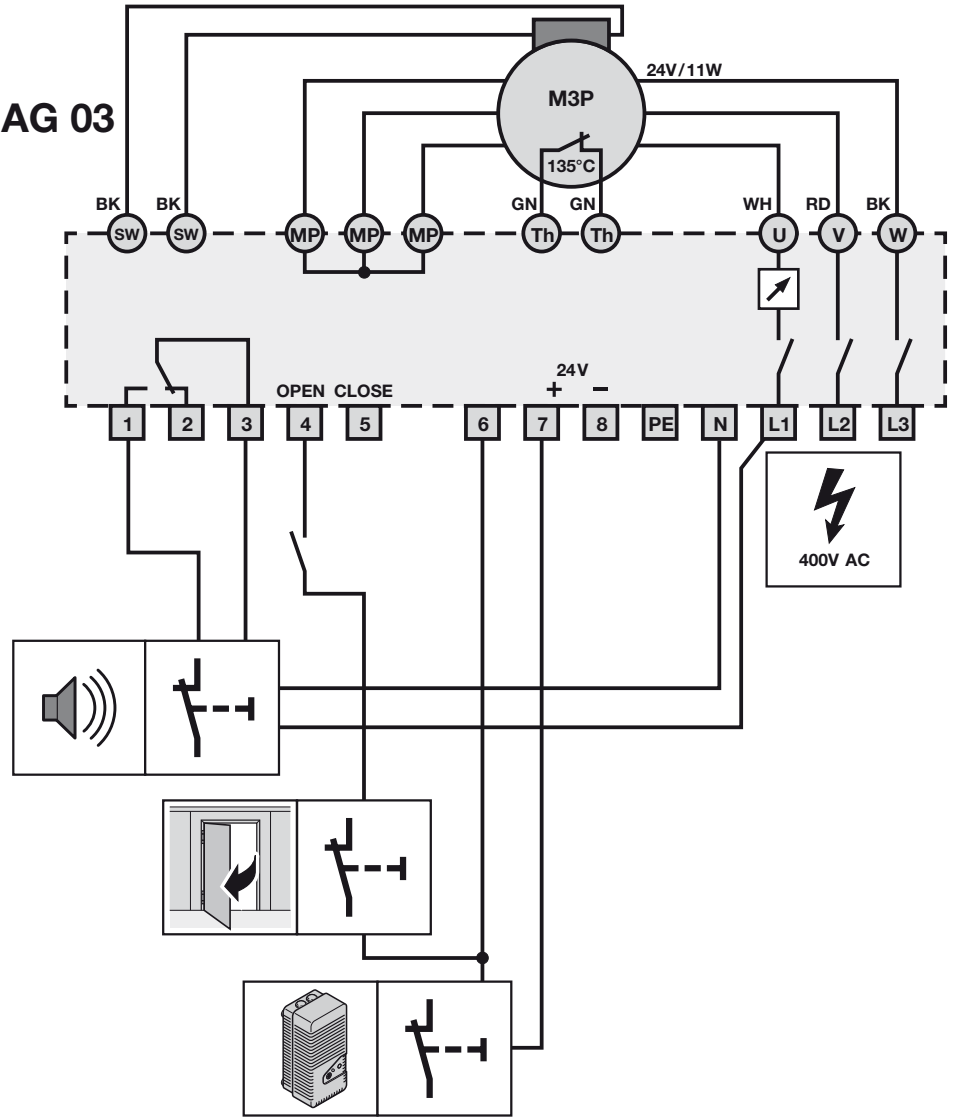 24V/11W
M3P
AG 03
135°C
BK BK GN GN WH RD BK
SW SW MP MP MP Th Th U V W
24V
OPEN CLOSE + −
1 2 3 4 5 6 7 8 PE N L1 L2 L3
400V AC